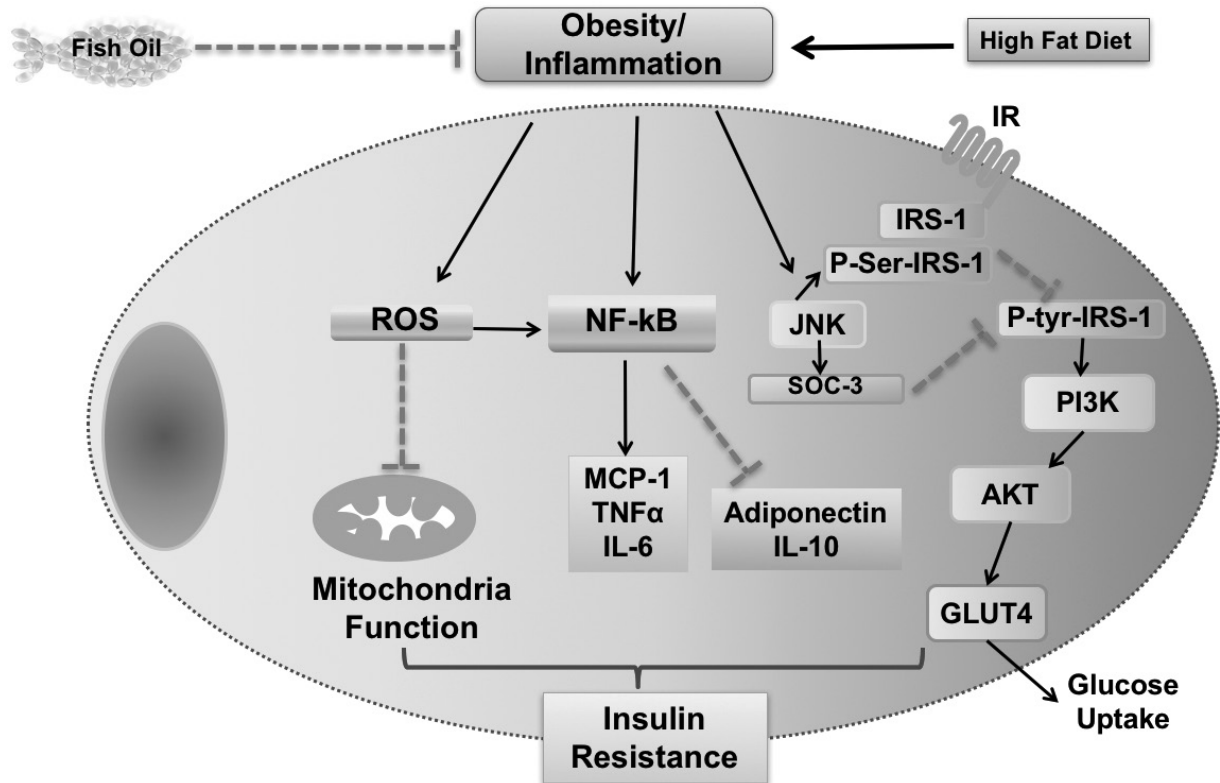 Fish Oil
Obesity/
Inflammation
High Fat Diet
IR
IRS-1
P-Ser-IRS-1
ROS
NF-kB
JNK
P-tyr-IRS-1
SOC-3
PI3K
MCP-1
TNFα
IL-6
Adiponectin
IL-10
AKT
Mitochondria
Function
GLUT4
Glucose
Uptake
Insulin
Resistance